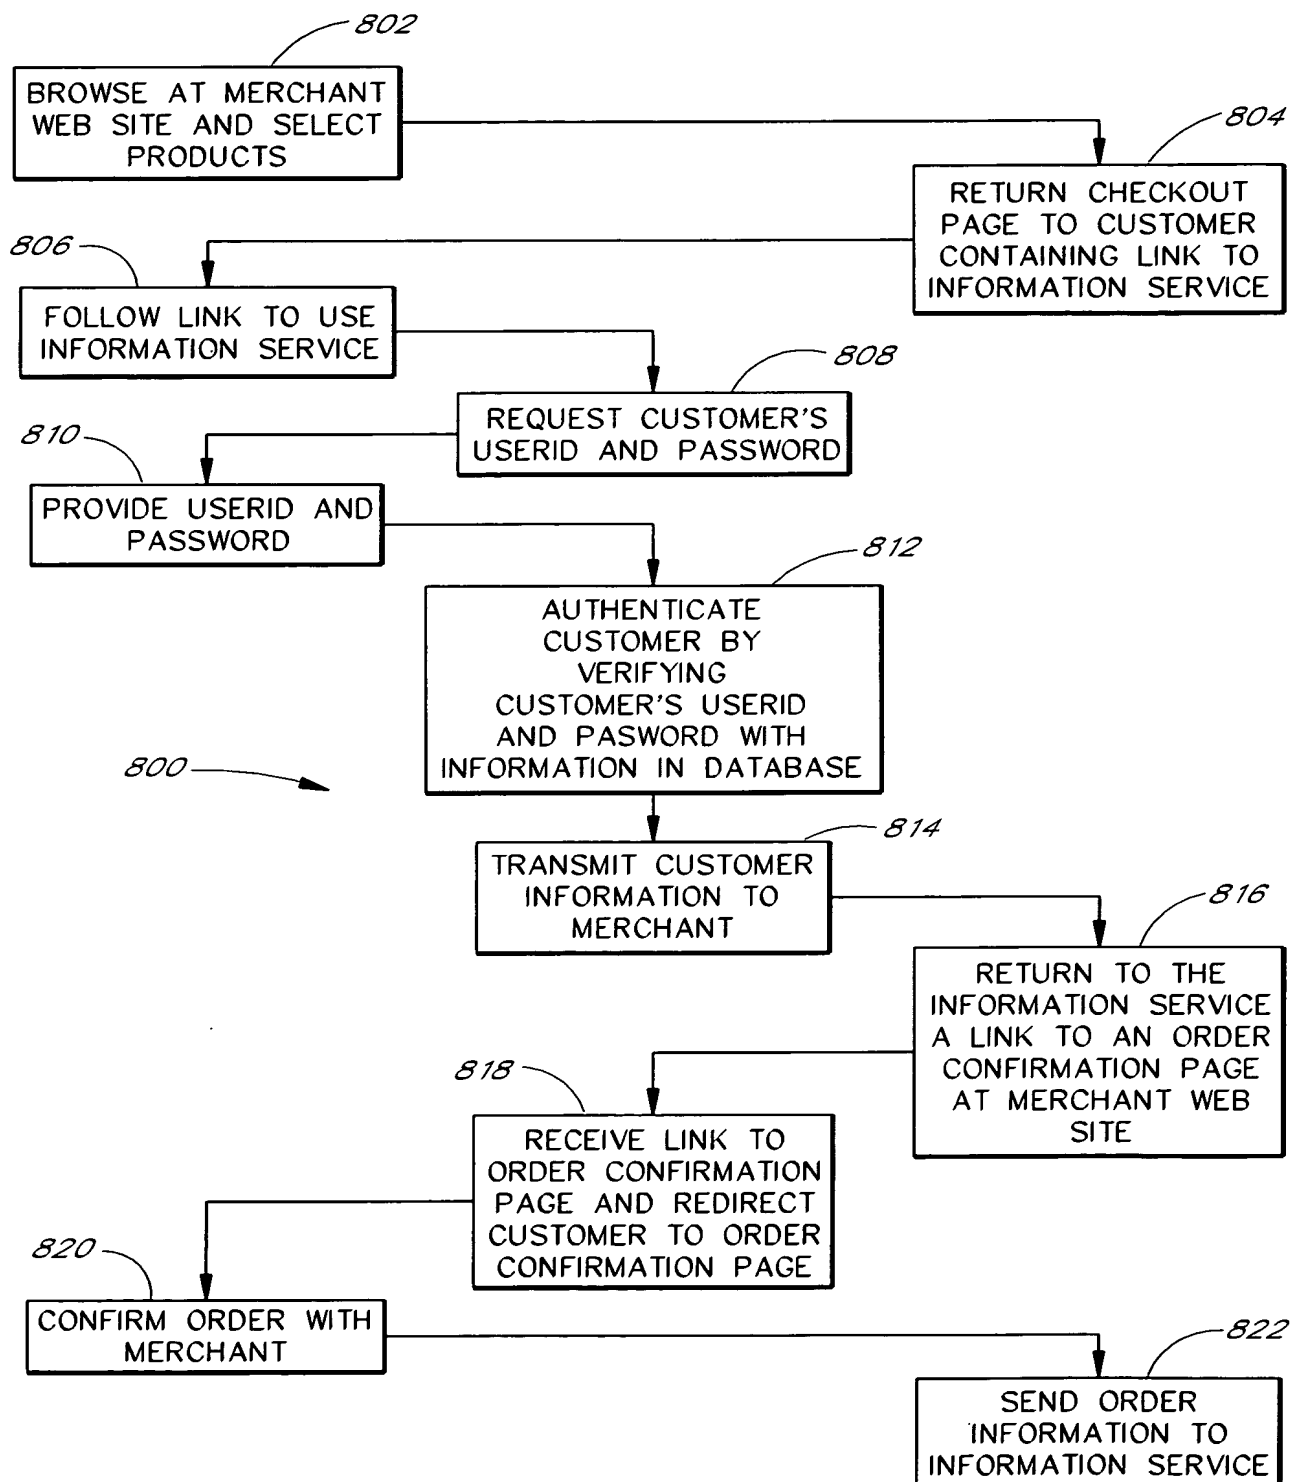 802
BROWSE AT MERCHANT
WEB SITE AND SELECT
PRODUCTS
804
RETURN CHECKOUT
PAGE TO CUSTOMER
CONTAINING LINK TO
INFORMATION SERVICE
806
FOLLOW LINK TO USE
INFORMATION SERVICE
808
REQUEST CUSTOMER'S
USERID AND PASSWORD
810
PROVIDE USERID AND
PASSWORD
812
AUTHENTICATE
CUSTOMER BY
VERIFYING
CUSTOMER'S USERID
AND PASWORD WITH
INFORMATION IN DATABASE
800
814
TRANSMIT CUSTOMER
INFORMATION TO
MERCHANT
816
RETURN TO THE
INFORMATION SERVICE
A LINK TO AN ORDER
CONFIRMATION PAGE
AT MERCHANT WEB
SITE
818
RECEIVE LINK TO
ORDER CONFIRMATION
PAGE AND REDIRECT
CUSTOMER TO ORDER
CONFIRMATION PAGE
820
CONFIRM ORDER WITH
MERCHANT
822
SEND ORDER
INFORMATION TO
INFORMATION SERVICE